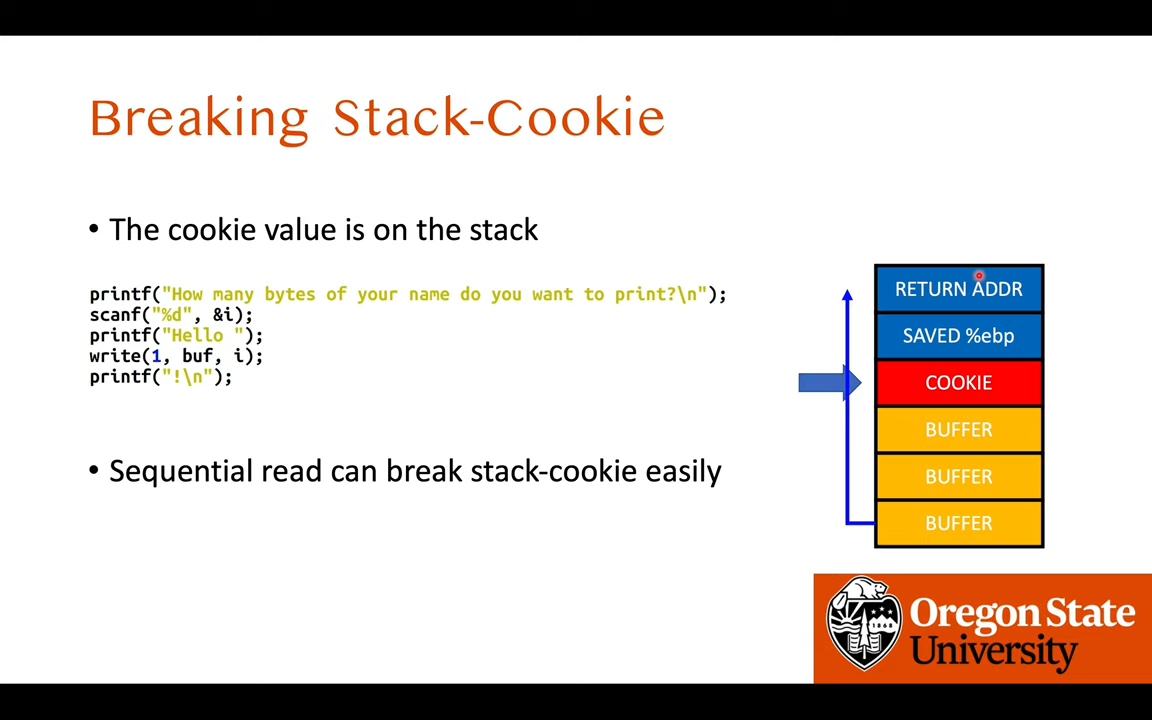 Breaking Stack-Cookie
• The cookie value is on the stack
printf("How many bytes of your name do you want to print?\n");
scanf("%d", &i);
printf("Hello ");
write(1, buf, i);
printf("!\n");
• Sequential read can break stack-cookie easily
RETURN ADDR
SAVED %ebp
COOKIE
BUFFER
BUFFER
BUFFER
Oregon State
University